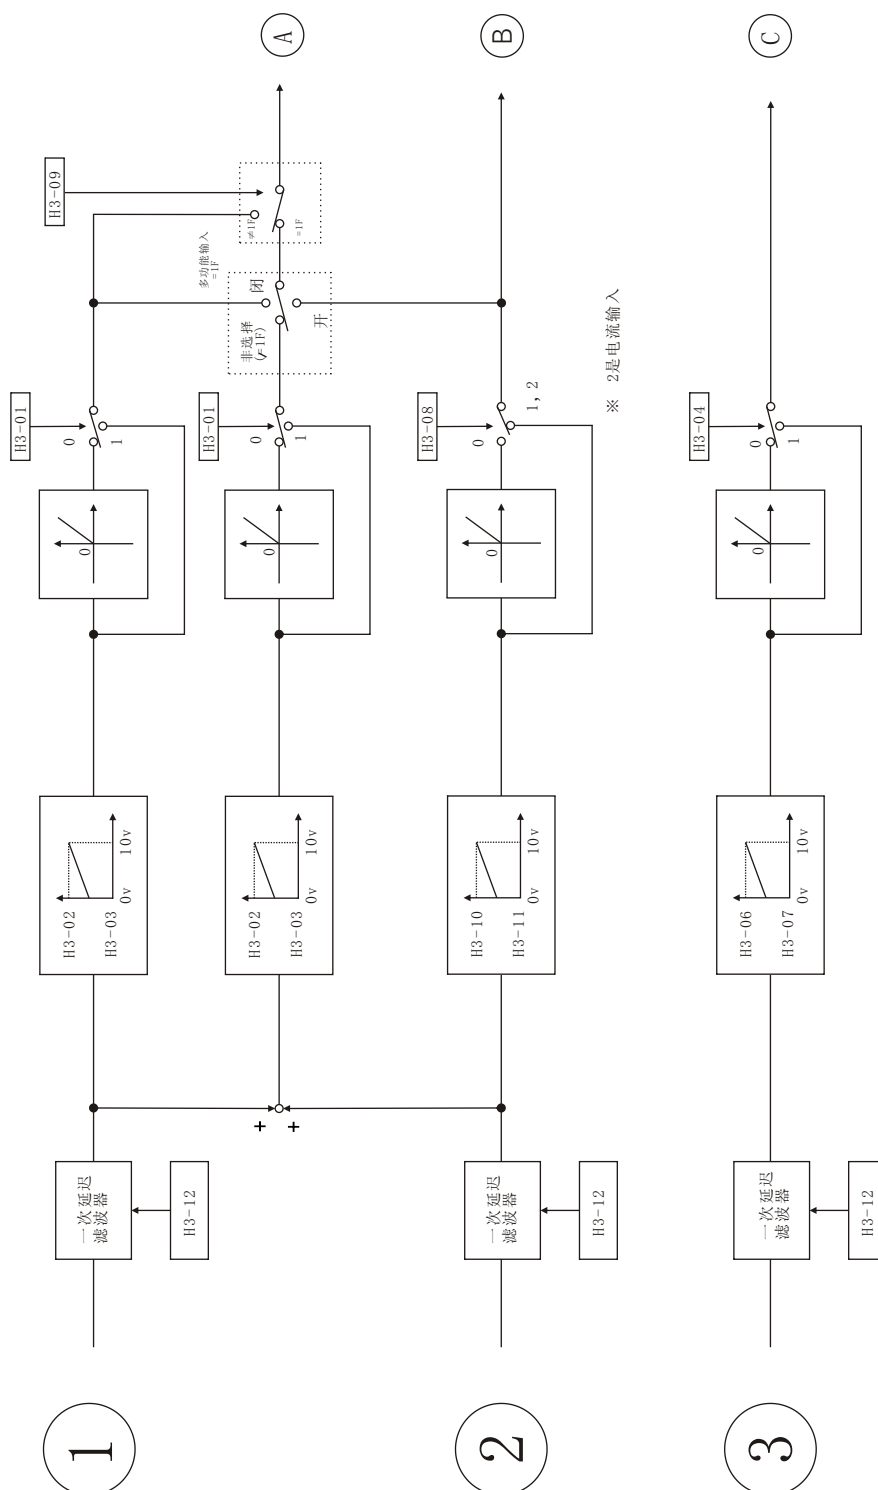 H3-09
H3-01
1
一次延迟
滤波器
H3-12
H3-02
H3-03
0v
10v
0
0
1
多功能输入
=1F
≠1F
=1F
A
H3-01
H3-02
H3-03
0v
10v
0
0
1
非选择
(≠1F)
闭
开
+
+
H3-08
2
一次延迟
滤波器
H3-12
H3-10
H3-11
0v
10v
0
0
1, 2
B
※ 2是电流输入
H3-04
3
一次延迟
滤波器
H3-12
H3-06
H3-07
0v
10v
0
0
1
C